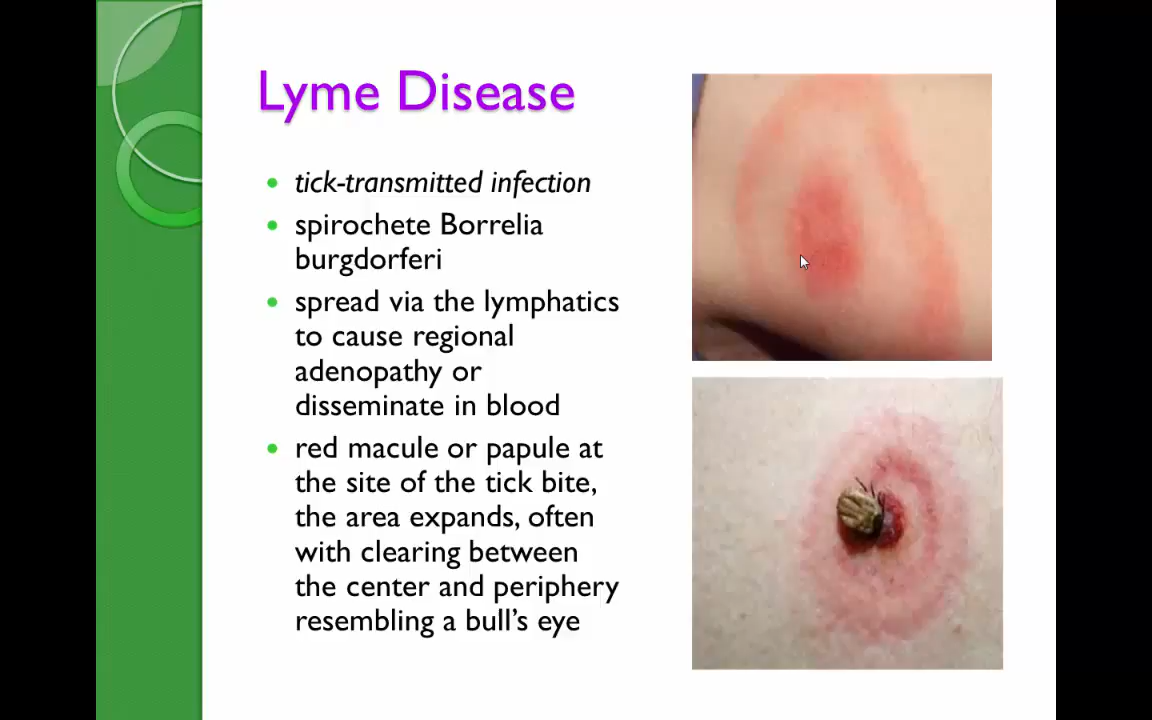 Lyme Disease
tick-transmitted infection
spirochete Borrelia
burgdorferi
spread via the lymphatics
to cause regional
adenopathy or
disseminate in blood
red macule or papule at
the site of the tick bite,
the area expands, often
with clearing between
the center and periphery
resembling a bull’s eye